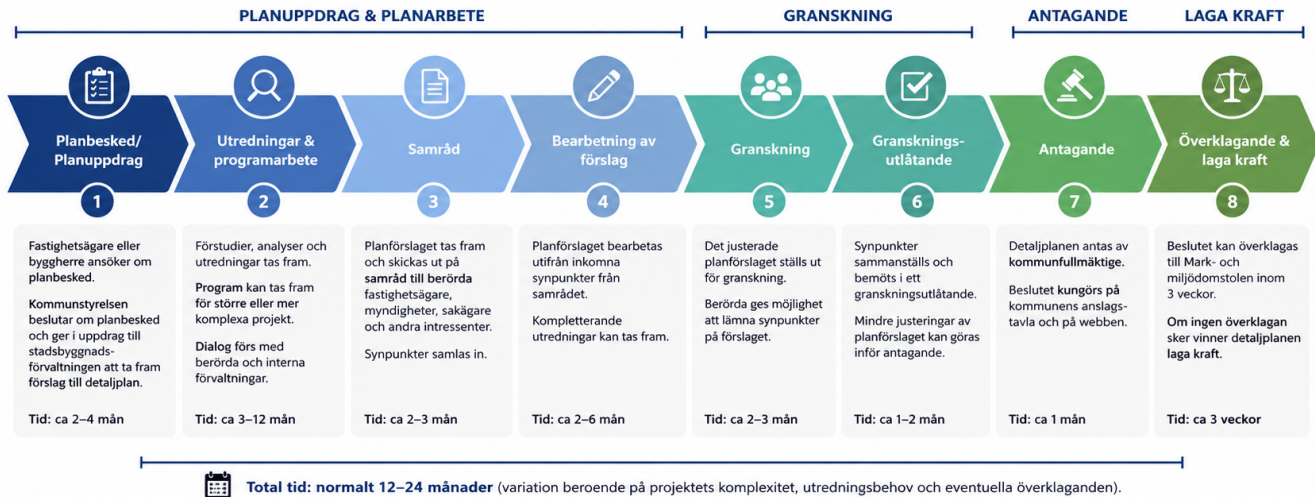 PLANUPPDRAG & PLANARBETE
GRANSKNING
ANTAGANDE
LAGA KRAFT
Planbesked/
Planuppdrag
1
Fastighetsägare eller
byggherre ansöker om
planbesked.
Kommunstyrelsen
beslutar om planbesked
och ger i uppdrag till
stadsbyggnads-
förvaltningen att ta fram
förslag till detaljplan.
Tid: ca 2–4 mån
Utredningar &
programarbete
2
Förstudier, analyser och
utredningar tas fram.
Program kan tas fram
för större eller mer
komplexa projekt.
Dialog förs med
berörda och interna
förvaltningar.
Tid: ca 3–12 mån
Samråd
3
Planförslaget tas fram
och skickas ut på
samråd till berörda
fastighetsägare,
myndigheter, sakägare
och andra intressenter.
Synpunkter samlas in.
Tid: ca 2–3 mån
Bearbetning av
förslag
4
Planförslaget bearbetas
utifrån inkomna
synpunkter från
samrådet.
Kompletterande
utredningar kan tas fram.
Tid: ca 2–6 mån
Granskning
5
Det justerade
planförslaget ställs ut
för granskning.
Berörda ges möjlighet
att lämna synpunkter
på förslaget.
Tid: ca 2–3 mån
Gransknings-
utlåtande
6
Synpunkter
sammanställs och
bemöts i ett
granskningsutlåtande.
Mindre justeringar av
planförslaget kan göras
inför antagande.
Tid: ca 1–2 mån
Antagande
7
Detaljplanen antas av
kommunfullmäktige.
Beslutet kungörs på
kommunens anslags-
tavla och på webben.
Tid: ca 1 mån
Överklagande &
laga kraft
8
Beslutet kan överklagas
till Mark- och
miljödomstolen inom
3 veckor.
Om ingen överklagan
sker vinner detaljplanen
laga kraft.
Tid: ca 3 veckor
Total tid: normalt 12–24 månader (variation beroende på projektets komplexitet, utredningsbehov och eventuella överklaganden).